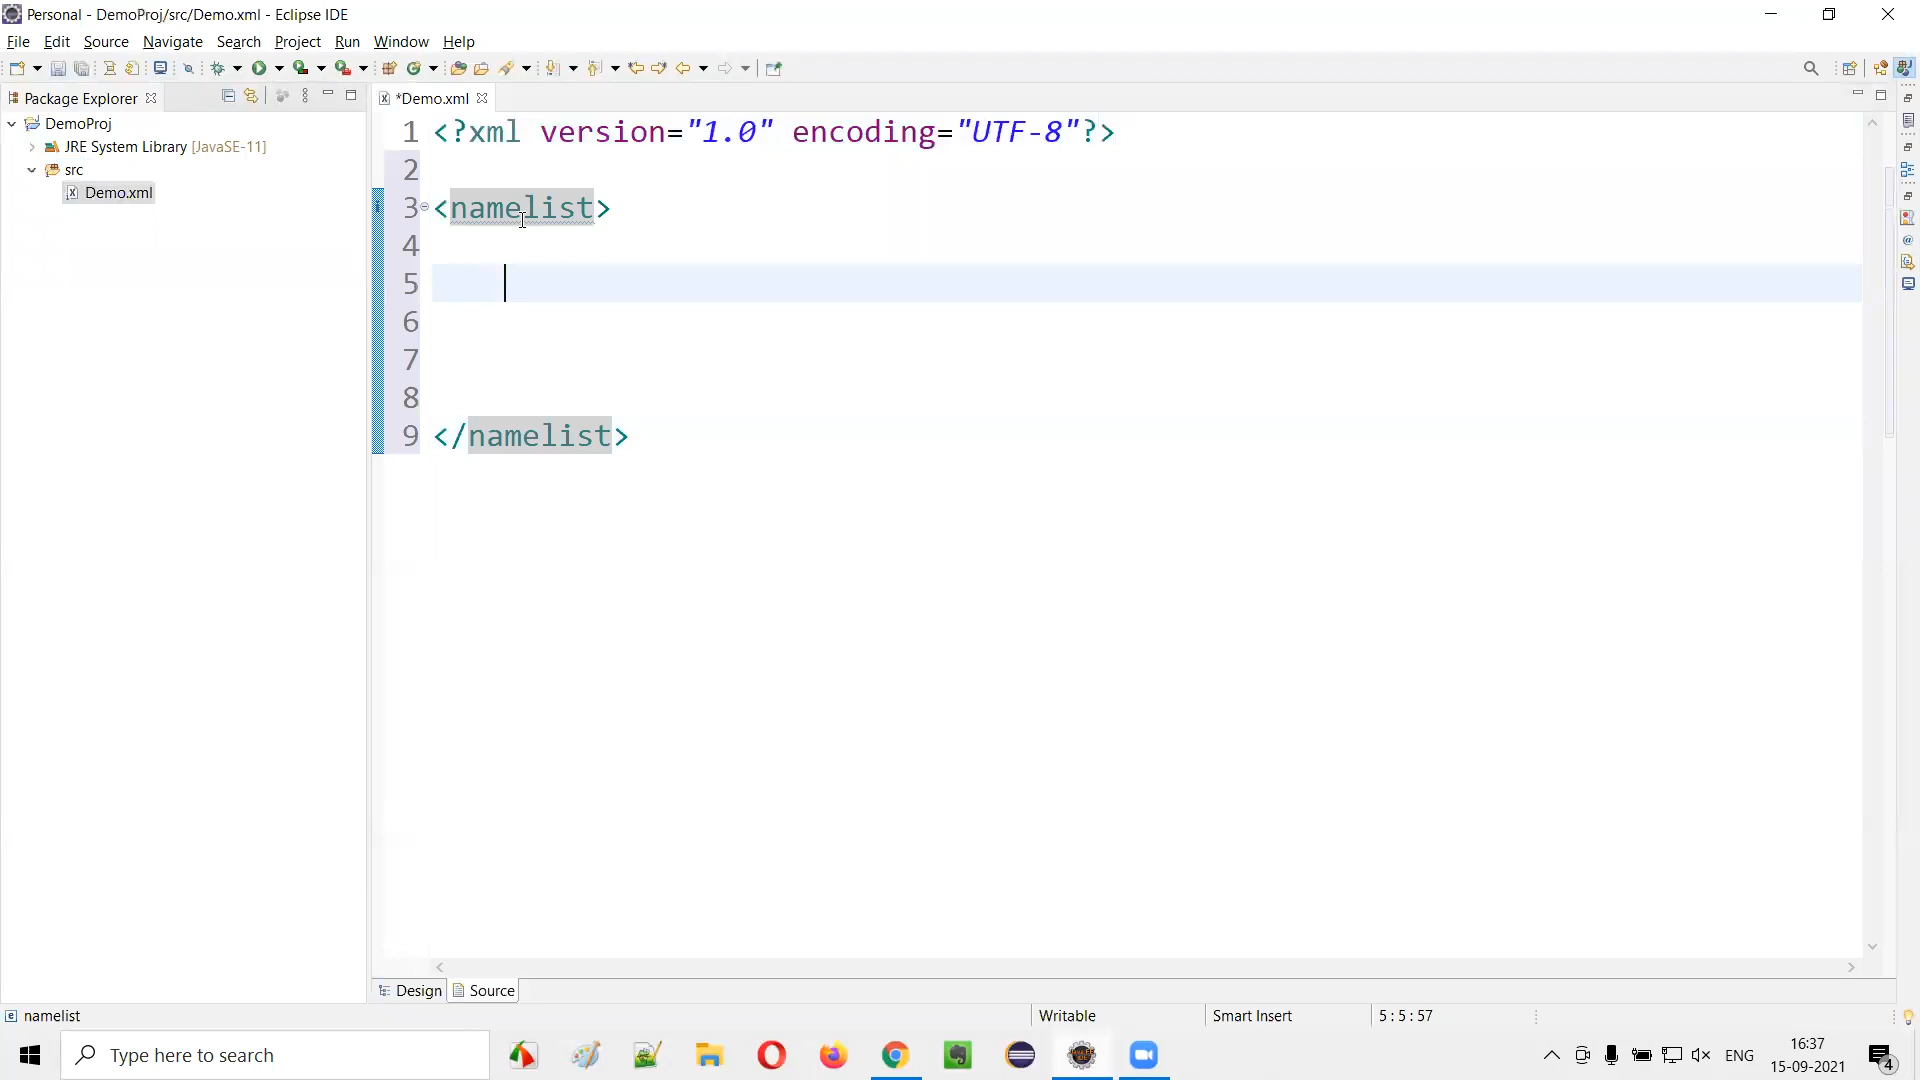 Personal - DemoProj/src/Demo.xml - Eclipse IDE
File Edit Source Navigate Search Project Run Window Help
Package Explorer
*Demo.xml
DemoProj
JRE System Library [JavaSE-11]
src
Demo.xml
1 <?xml version="1.0" encoding="UTF-8"?>
2
3 <namelist>
4
5
6
7
8
9 </namelist>
Design Source
namelist
Writable
Smart Insert
5 : 5 : 57
Type here to search
ENG
16:37
15-09-2021
4